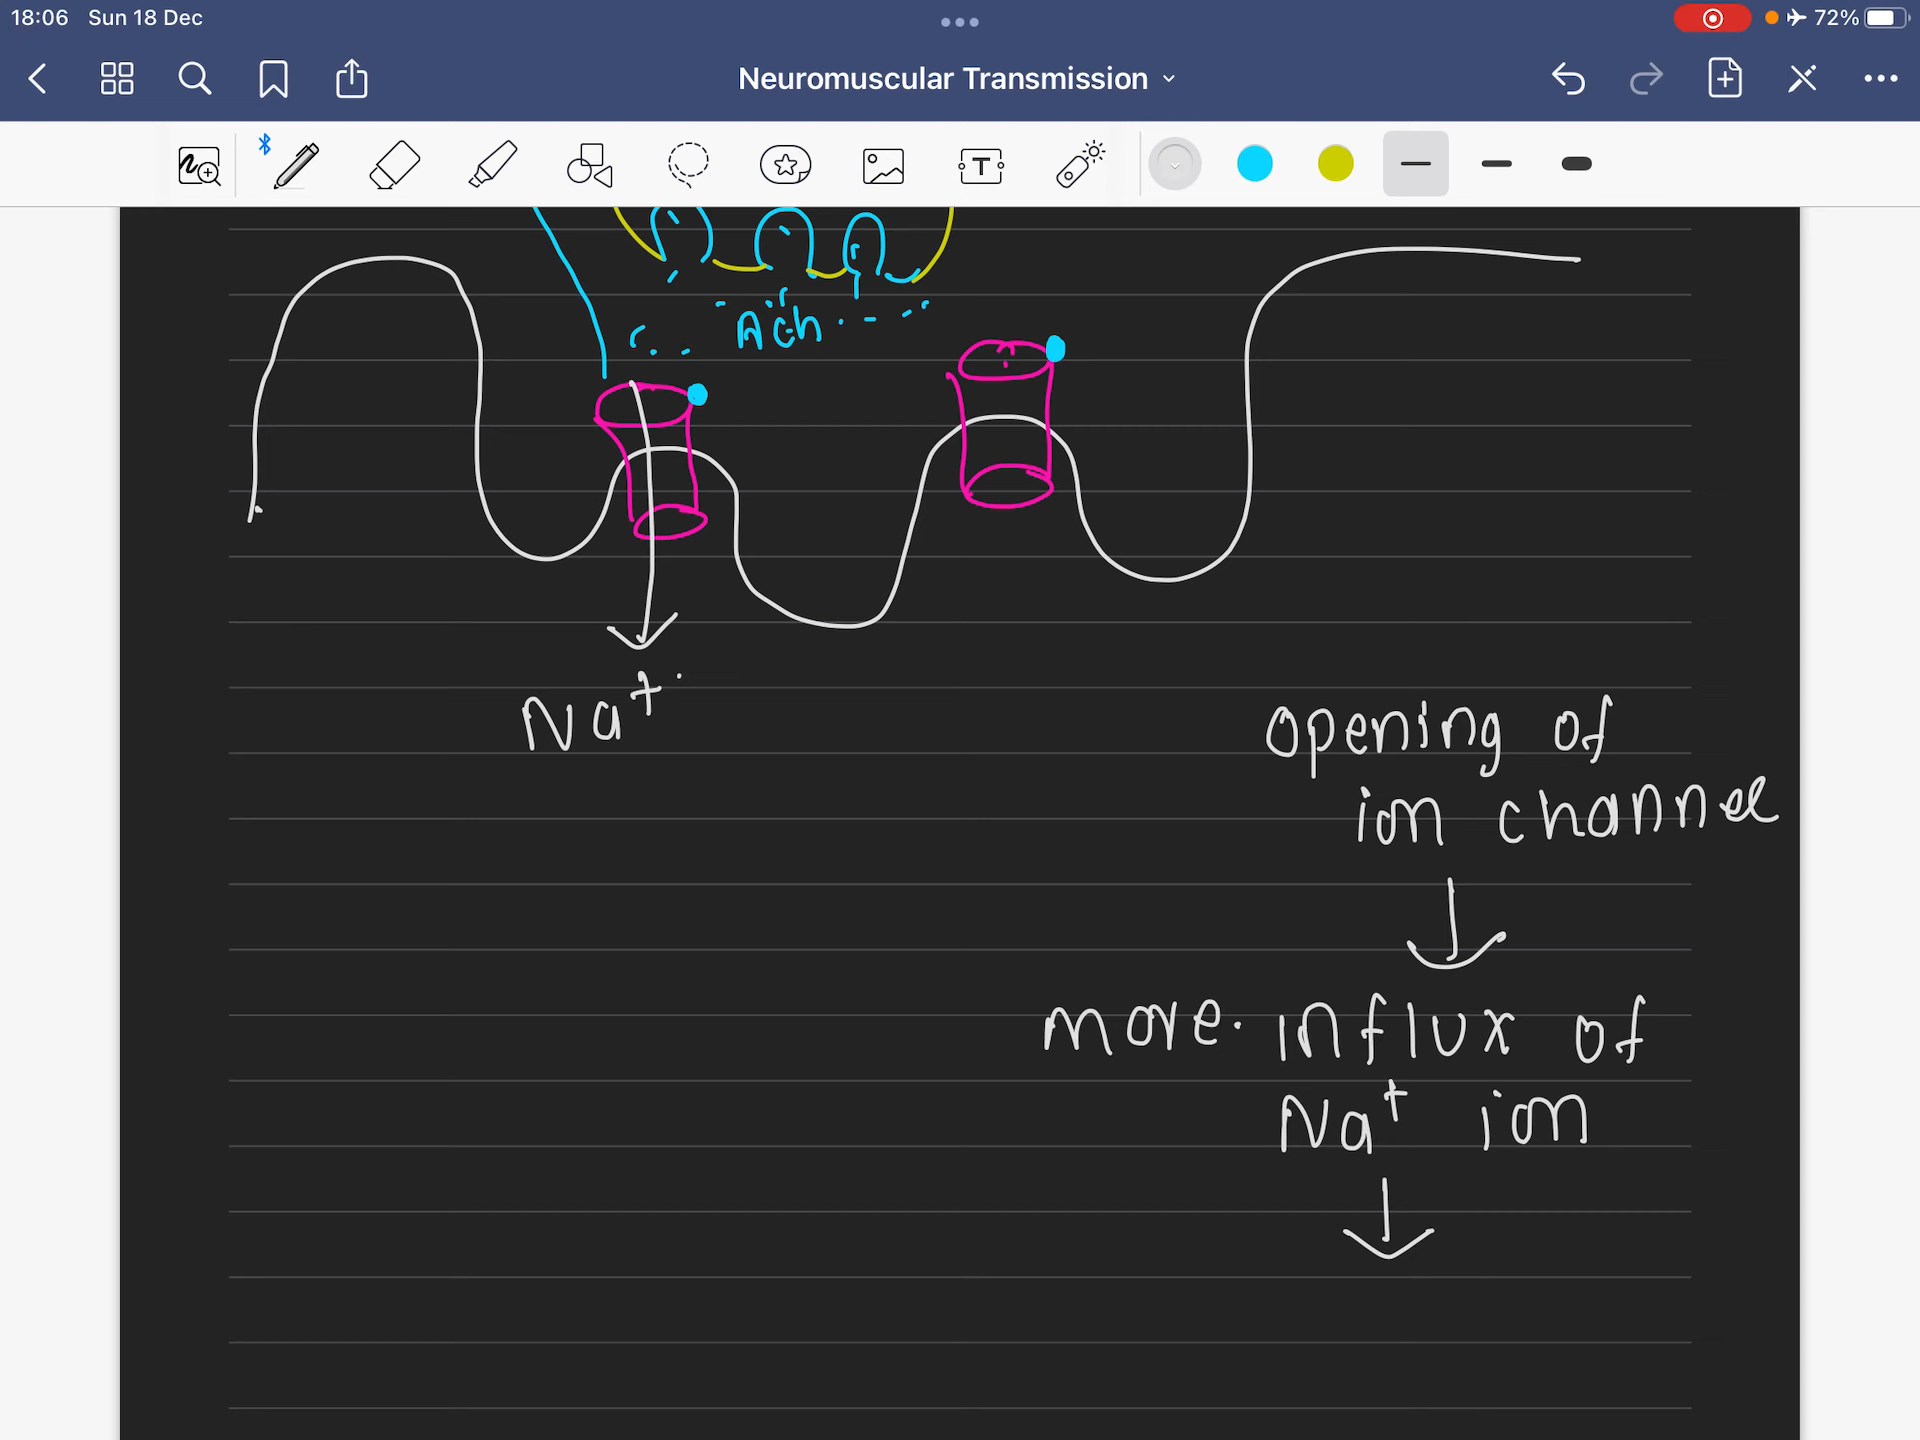 18:06 Sun 18 Dec
72%
Neuromuscular Transmission
T
Ach
Na+
Opening of
ion channel
more. influx of
Na+ ion